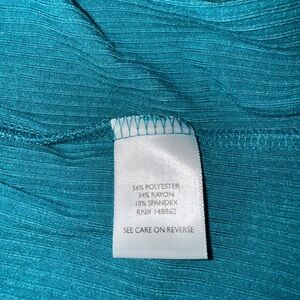 56% POLYESTER
34% RAYON
10% SPANDEX
RN# 148862
SEE CARE ON REVERSE